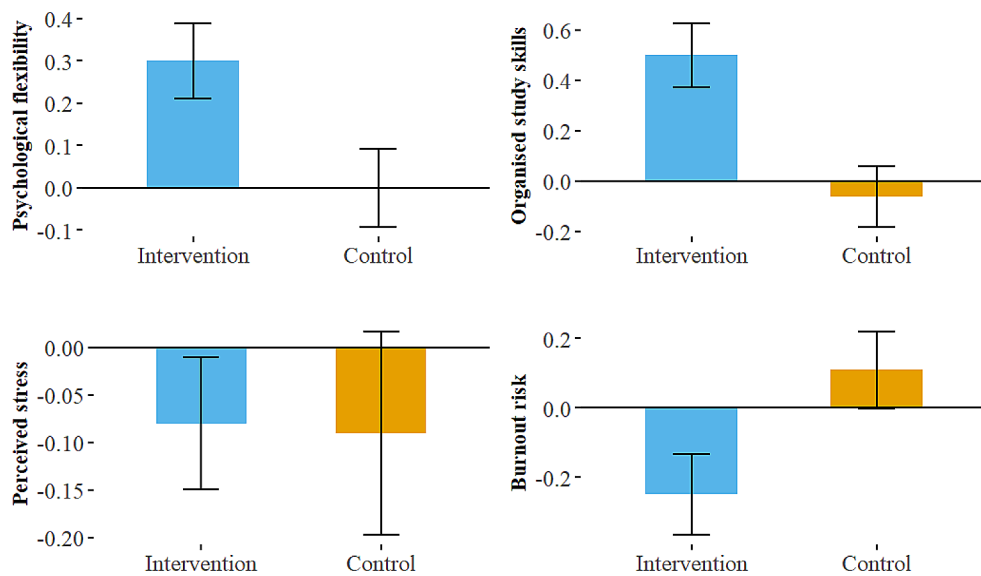 Psychological flexibility
0.4
0.3
0.2
0.1
0.0
-0.1
Intervention Control
Organised study skills
0.6
0.4
0.2
0.0
-0.2
Intervention Control
Perceived stress
0.00
-0.05
-0.10
-0.15
-0.20
Intervention Control
Burnout risk
0.2
0.0
-0.2
Intervention Control